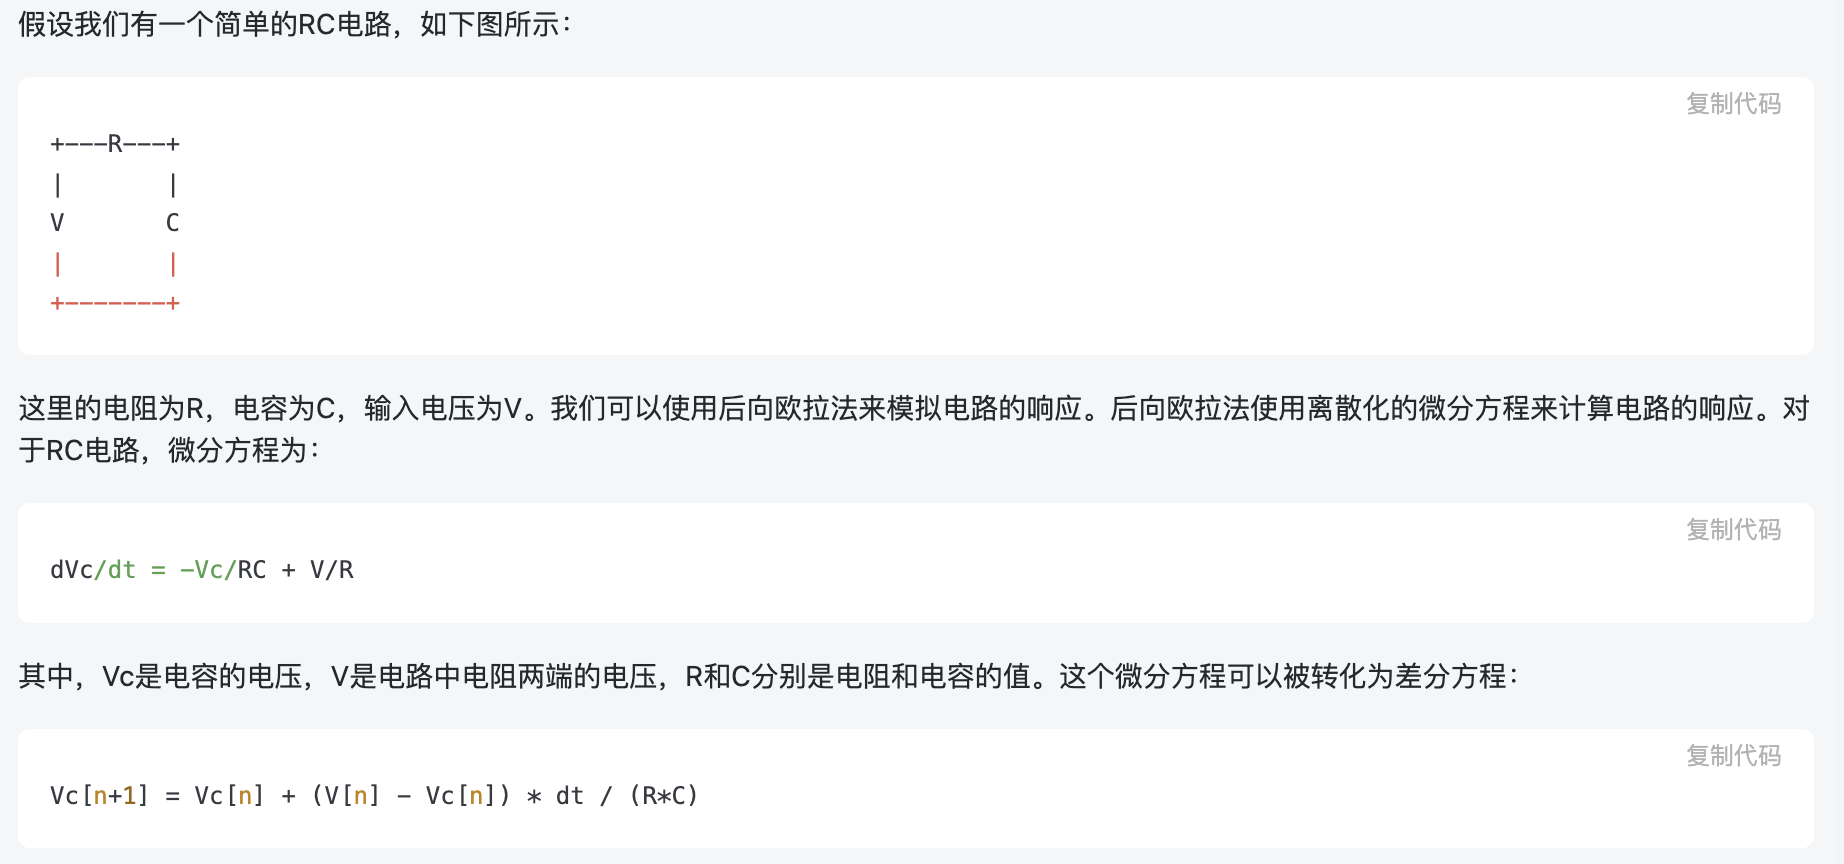 假设我们有一个简单的RC电路，如下图所示：
复制代码
+---R---+
|       |
V       C
|       |
+-------+
这里的电阻为R，电容为C，输入电压为V。我们可以使用后向欧拉法来模拟电路的响应。后向欧拉法使用离散化的微分方程来计算电路的响应。对
于RC电路，微分方程为：
复制代码
dVc/dt = -Vc/RC + V/R
其中，Vc是电容的电压，V是电路中电阻两端的电压，R和C分别是电阻和电容的值。这个微分方程可以被转化为差分方程：
复制代码
Vc[n+1] = Vc[n] + (V[n] - Vc[n]) * dt / (R*C)